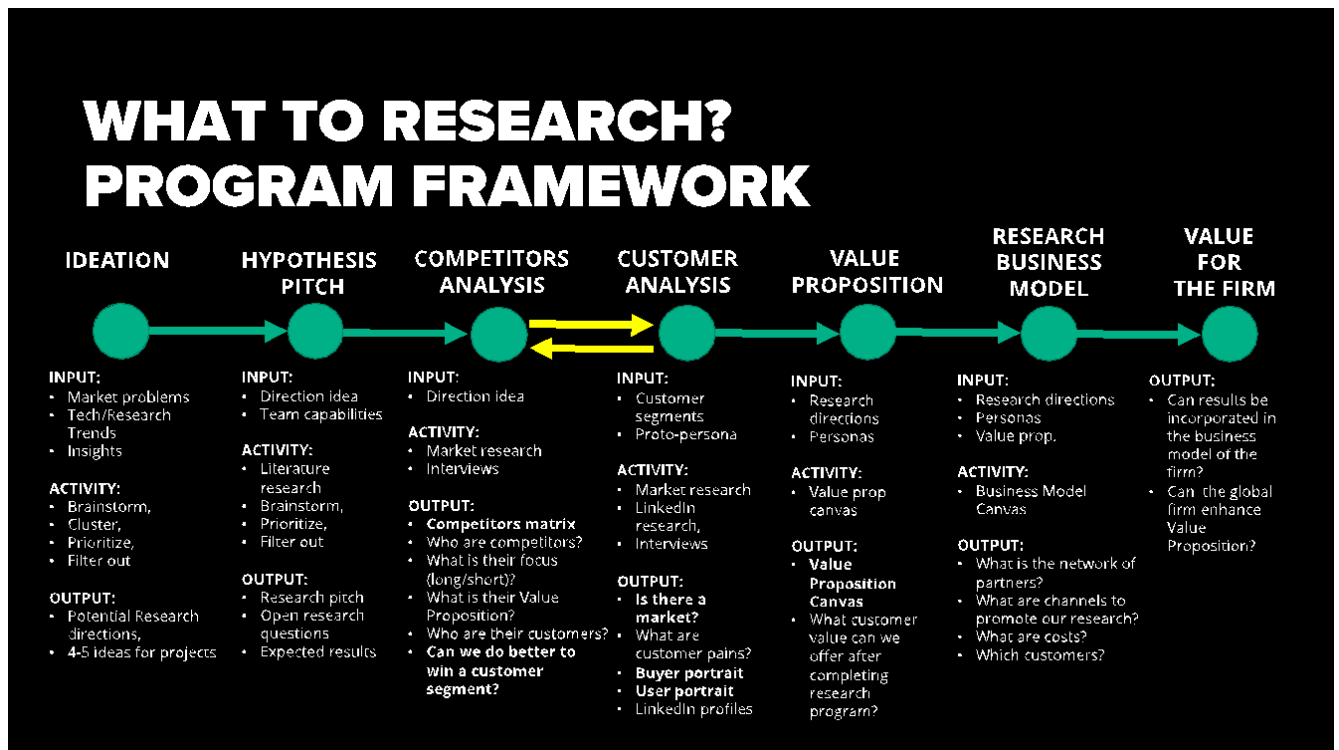 WHAT TO RESEARCH?
PROGRAM FRAMEWORK
IDEATION
INPUT:
• Market problems
• Tech/Research
Trends
• Insights
ACTIVITY:
• Brainstorm,
• Cluster,
• Prioritize,
• Filter out
OUTPUT:
• Potential Research
directions,
• 4-5 ideas for projects
HYPOTHESIS
PITCH
INPUT:
• Direction idea
• Team capabilities
ACTIVITY:
• Literature
research
• Brainstorm,
• Prioritize,
• Filter out
OUTPUT:
• Research pitch
• Open research
questions
• Expected results
COMPETITORS
ANALYSIS
INPUT:
• Direction idea
ACTIVITY:
• Market research
• Interviews
OUTPUT:
• Competitors matrix
• Who are competitors?
• What is their focus
(long/short)?
• What is their Value
Proposition?
• Who are their customers?
• Can we do better to
win a customer
segment?
CUSTOMER
ANALYSIS
INPUT:
• Customer
segments
• Proto-persona
ACTIVITY:
• Market research
• LinkedIn
research,
• Interviews
OUTPUT:
• Is there a
market?
• What are
customer pains?
• Buyer portrait
• User portrait
• LinkedIn profiles
VALUE
PROPOSITION
INPUT:
• Research
directions
• Personas
ACTIVITY:
• Value prop
canvas
OUTPUT:
• Value
Proposition
Canvas
• What customer
value can we
offer after
completing
research
program?
RESEARCH
BUSINESS
MODEL
INPUT:
• Research directions
• Personas
• Value prop.
ACTIVITY:
• Business Model
Canvas
OUTPUT:
• What is the network of
partners?
• What are channels to
promote our research?
• What are costs?
• Which customers?
VALUE
FOR
THE FIRM
OUTPUT:
• Can results be
incorporated in
the business
model of the
firm?
• Can the global
firm enhance
Value
Proposition?